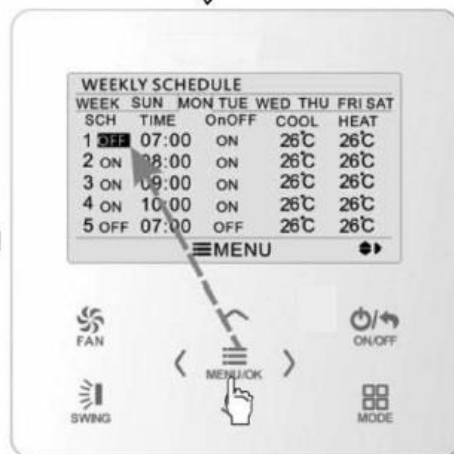 WEEKLY SCHEDULE
WEEK SUN MON TUE WED THU FRI SAT
SCH TIME OnOFF COOL HEAT
1 OFF 07:00 ON 26°C 26°C
2 ON 08:00 ON 26°C 26°C
3 ON 09:00 ON 26°C 26°C
4 ON 10:00 ON 26°C 26°C
5 OFF 07:00 OFF 26°C 26°C
MENU
FAN
ON/OFF
MENU/OK
SWING
MODE